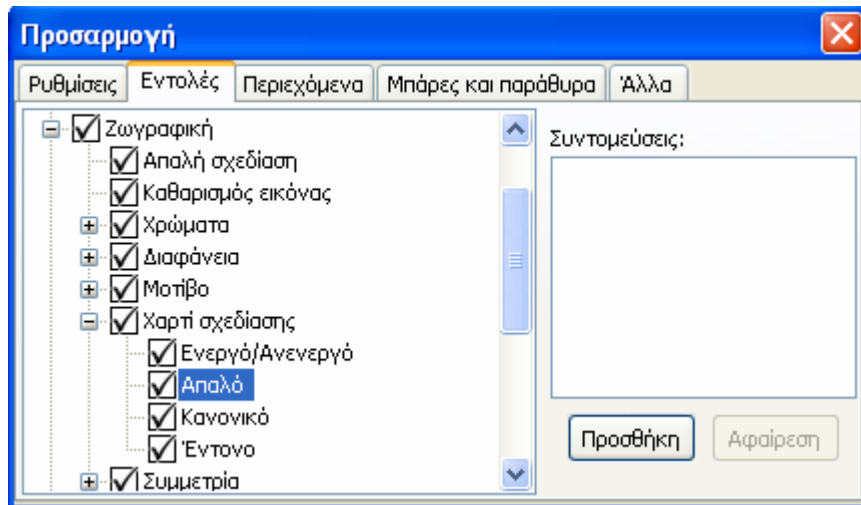 Προσαρμογή
Ρυθμίσεις Εντολές Περιεχόμενα Μπάρες και παράθυρα Άλλα
Ζωγραφική
Απαλή σχεδίαση
Καθαρισμός εικόνας
Χρώματα
Διαφάνεια
Μοτίβο
Χαρτί σχεδίασης
Ενεργό/Ανενεργό
Απαλό
Κανονικό
Έντονο
Συμμετρία
Συντομεύσεις:
Προσθήκη Αφαίρεση